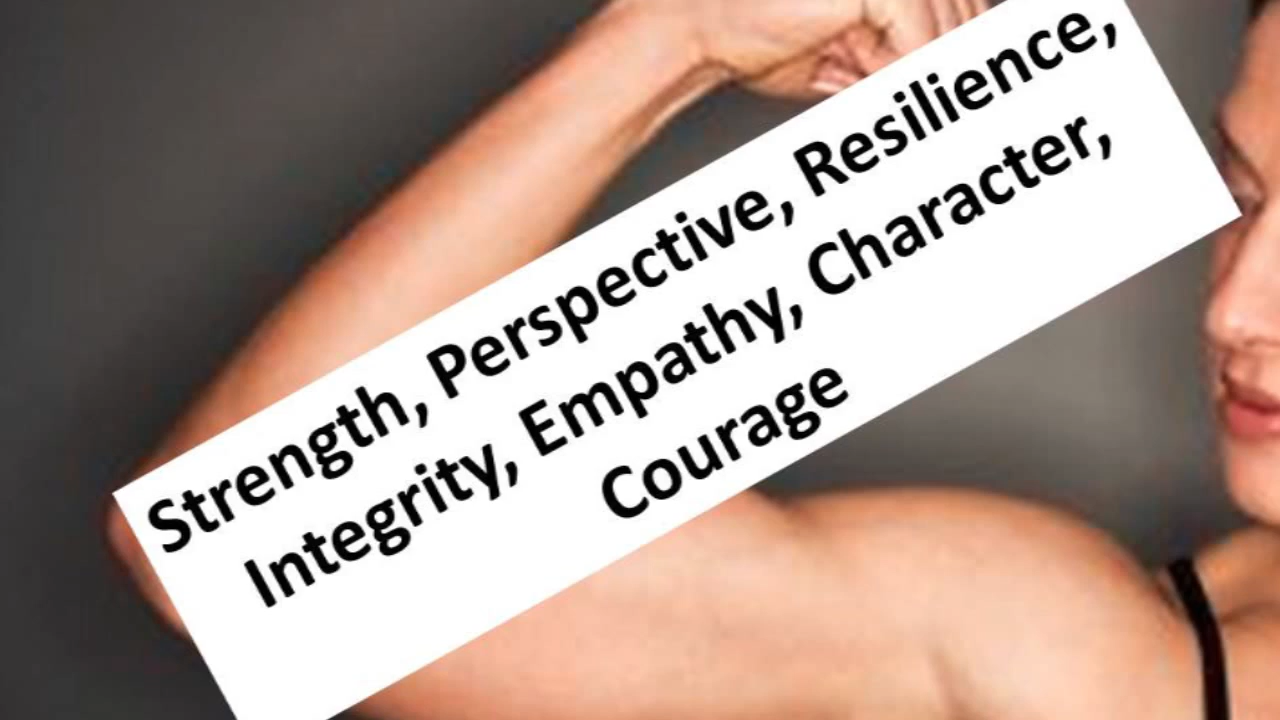 Strength, Perspective, Resilience,
Integrity, Empathy, Character,
Courage